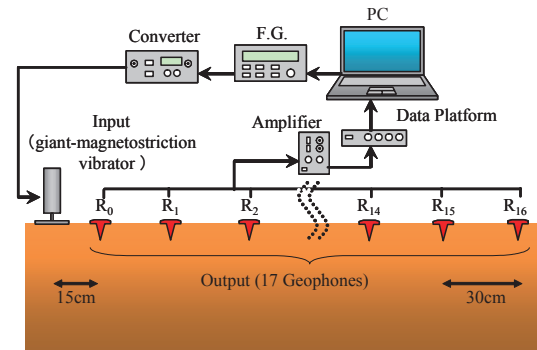 PC
Converter
F.G.
Input
(giant-magnetostriction
vibrator )
Amplifier
Data Platform
R0 R1 R2 R14 R15 R16
Output (17 Geophones)
15cm
30cm